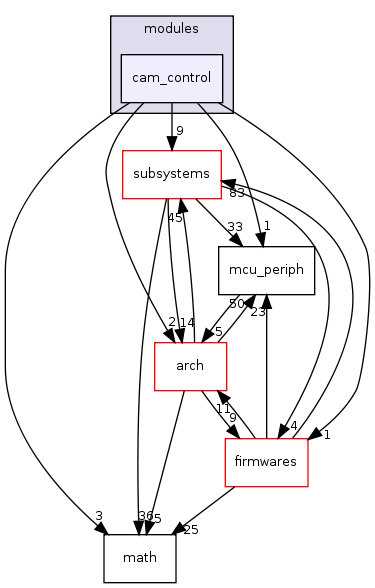 modules
cam_control
9
subsystems
83
45
33
1
mcu_periph
50
23
2
14
5
arch
11
9
4
1
firmwares
3
36
5
25
math